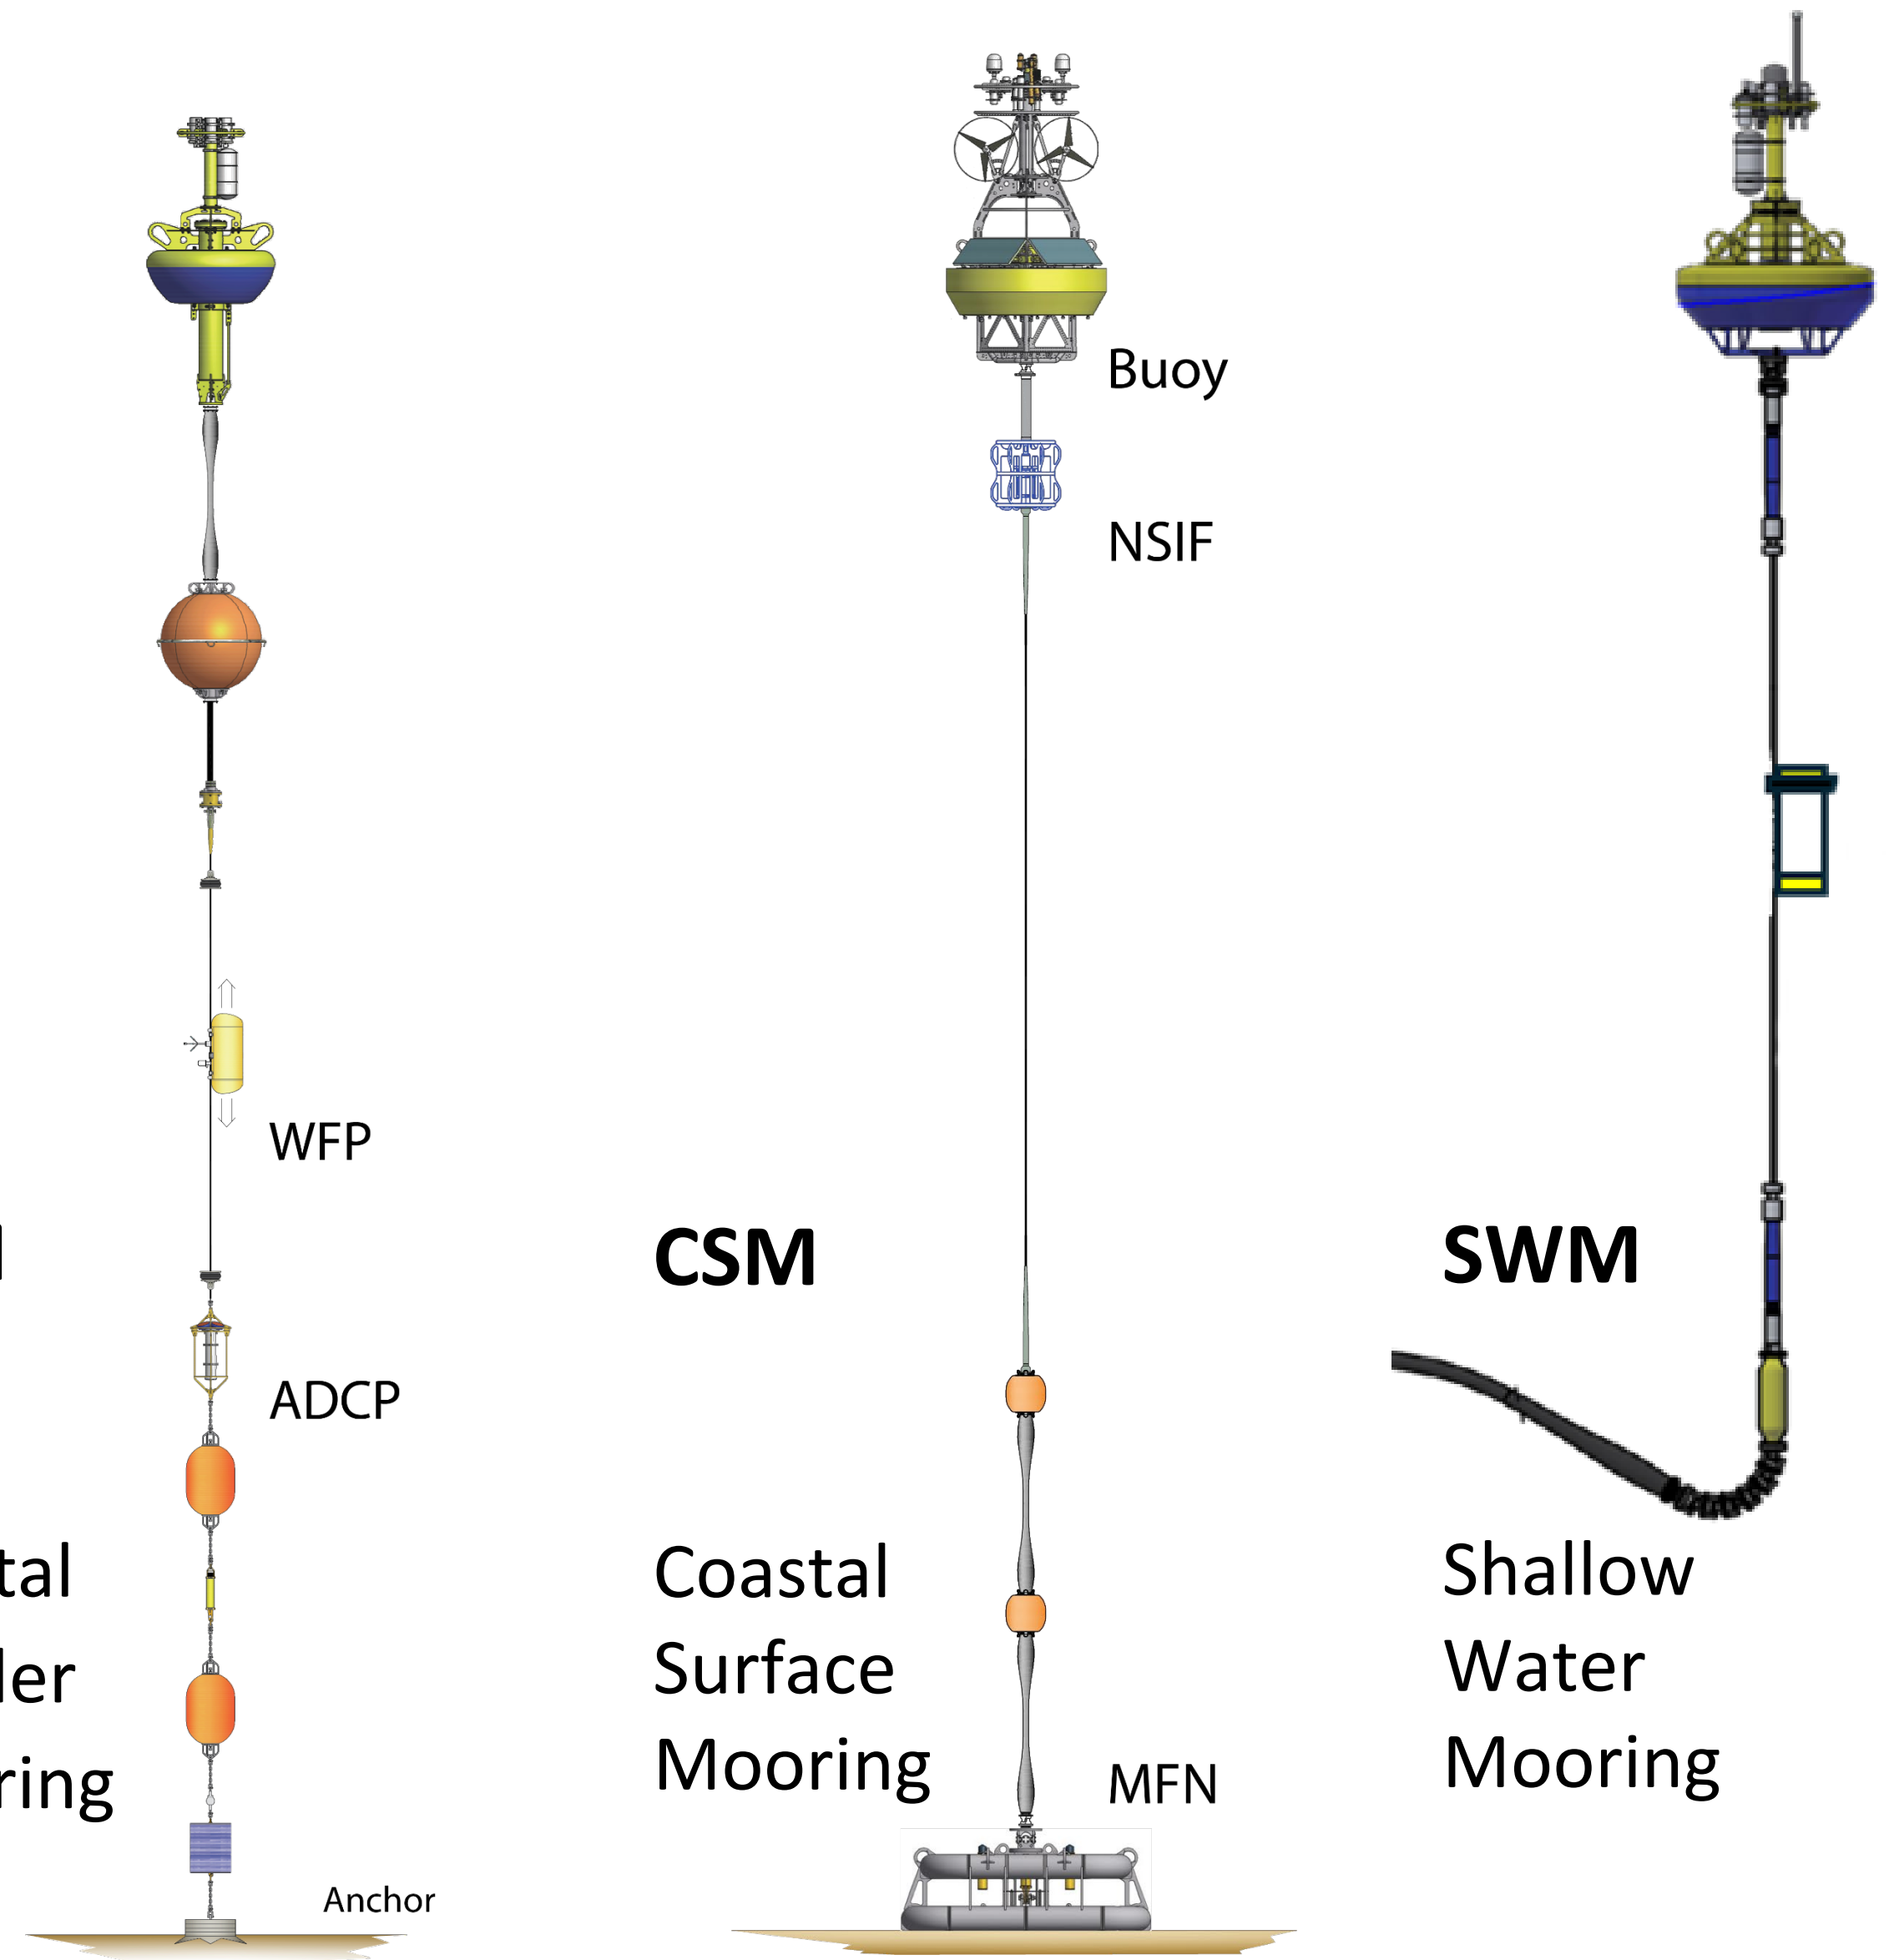 WFP
ADCP
tal
ler
ring
Anchor
Buoy
NSIF
CSM
Coastal
Surface
Mooring
MFN
SWM
Shallow
Water
Mooring